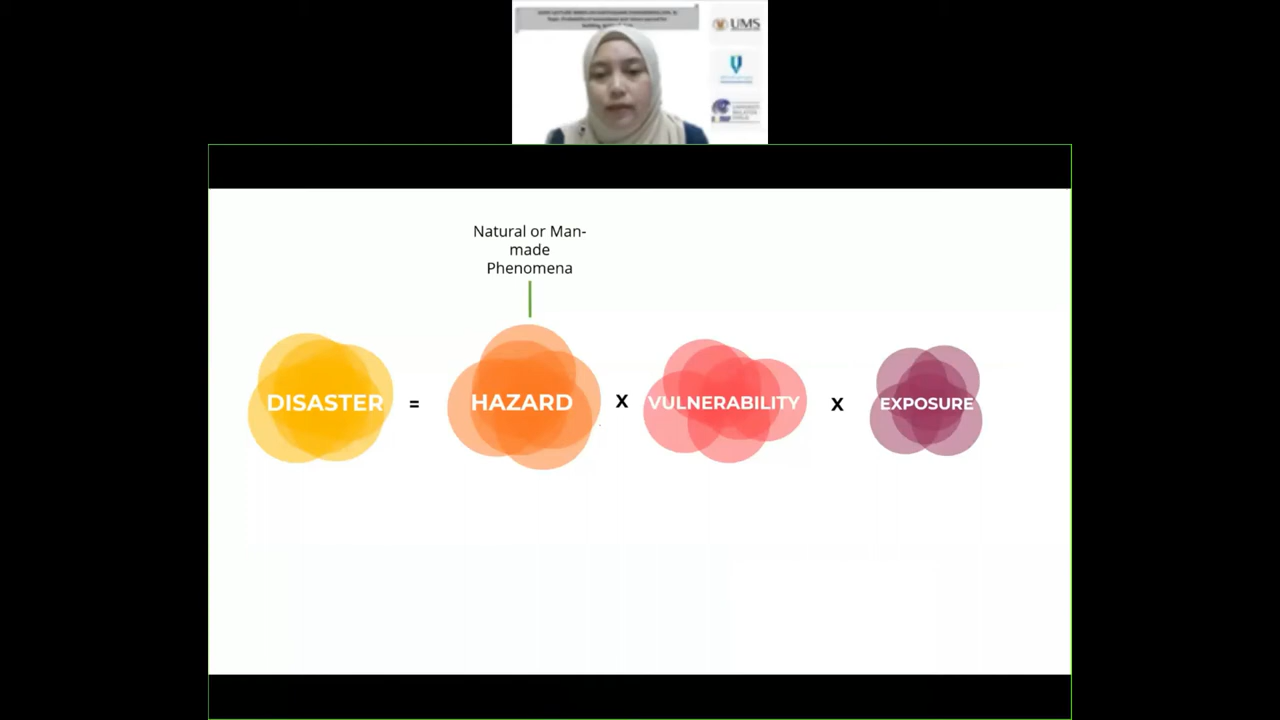 UMS
Natural or Man-
made
Phenomena
DISASTER = HAZARD X VULNERABILITY X EXPOSURE